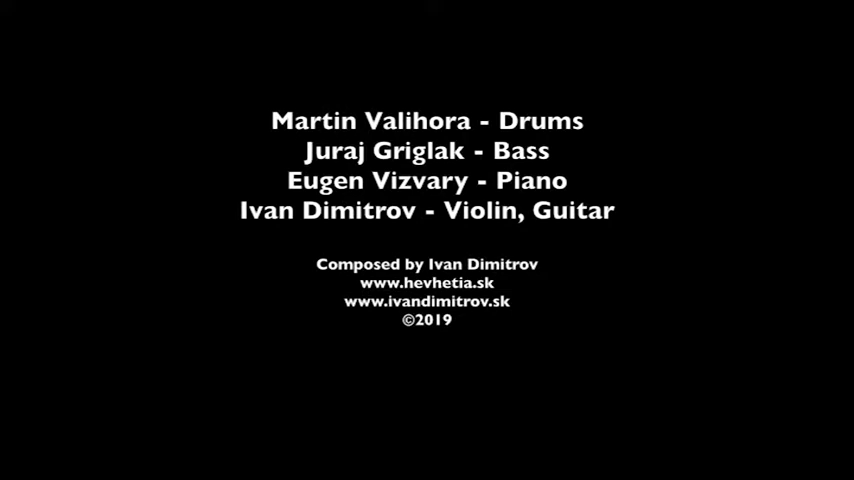 Martin Valihora - Drums
Juraj Griglak - Bass
Eugen Vizvary - Piano
Ivan Dimitrov - Violin, Guitar
Composed by Ivan Dimitrov
www.hevhetia.sk
www.ivandimitrov.sk
©2019